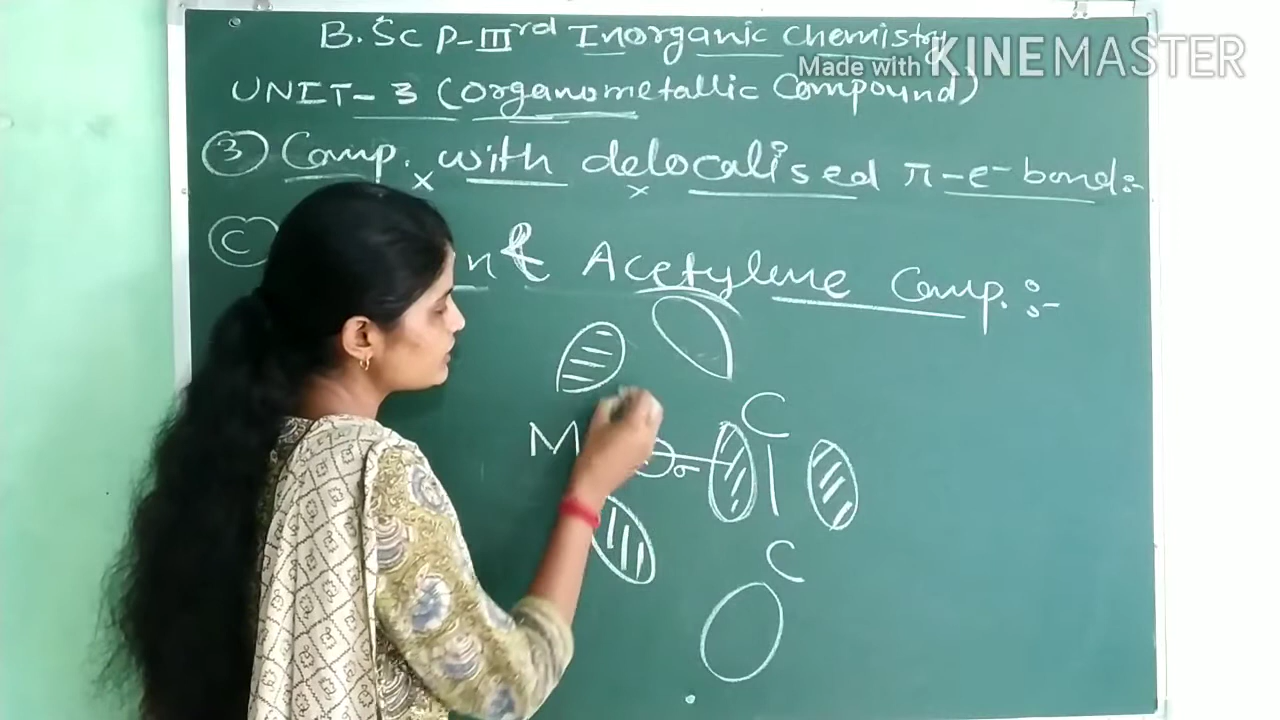 B.Sc P-IIIrd Inorganic chemistry
Made with KINEMASTER
UNIT-3 (Organometallic Compound)
③ Comp. with delocalised π-e- bond:-
C n & Acetylene Comp.:-
M σ C
C